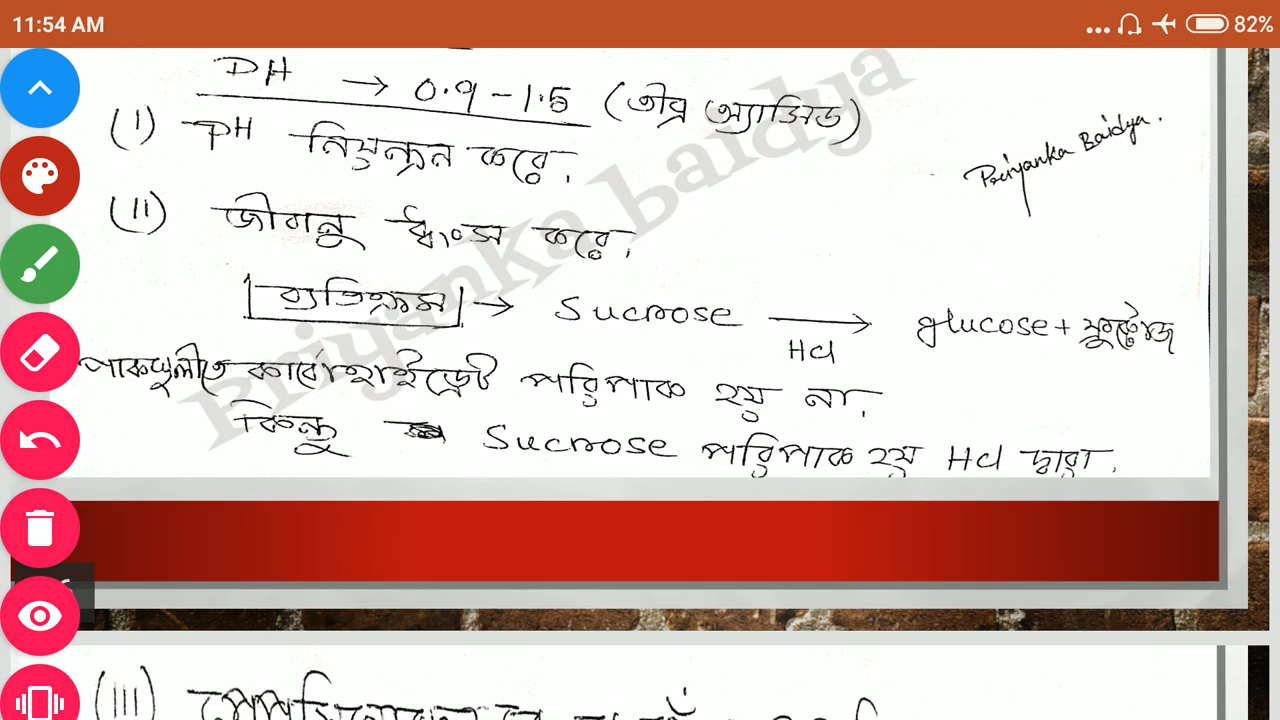 11:54 AM
82%
PH → 0.9 - 1.5 (তীব্র অ্যাসিড)
(I) PH নিয়ন্ত্রন করে।
Priyanka Baidya.
(II) জীবানু ধ্বংস করে।
ব্যতিক্রম → Sucrose → HCl glucose + ফ্রুক্টোজ
পাকস্থলীতে কার্বোহাইড্রেট পরিপাক হয় না।
কিন্তু Sucrose পরিপাক হয় HCl দ্বারা।
Priyanka baidya
(III)